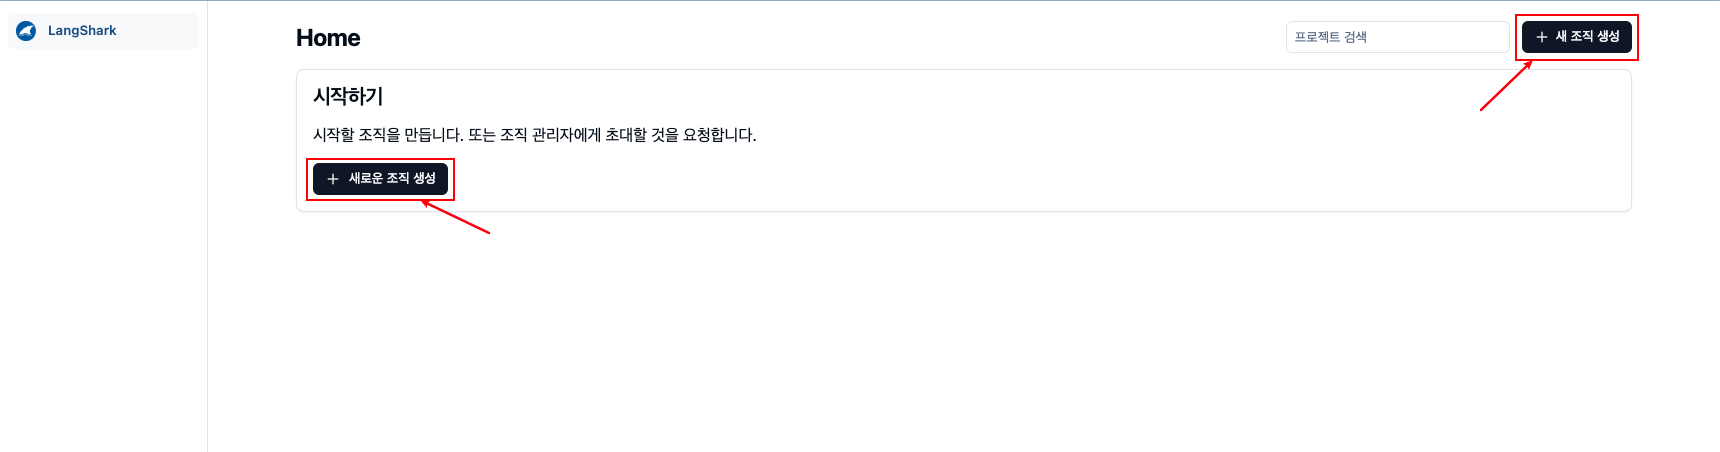 LangShark
Home
프로젝트 검색
+ 새 조직 생성
시작하기
시작할 조직을 만듭니다. 또는 조직 관리자에게 초대할 것을 요청합니다.
+ 새로운 조직 생성